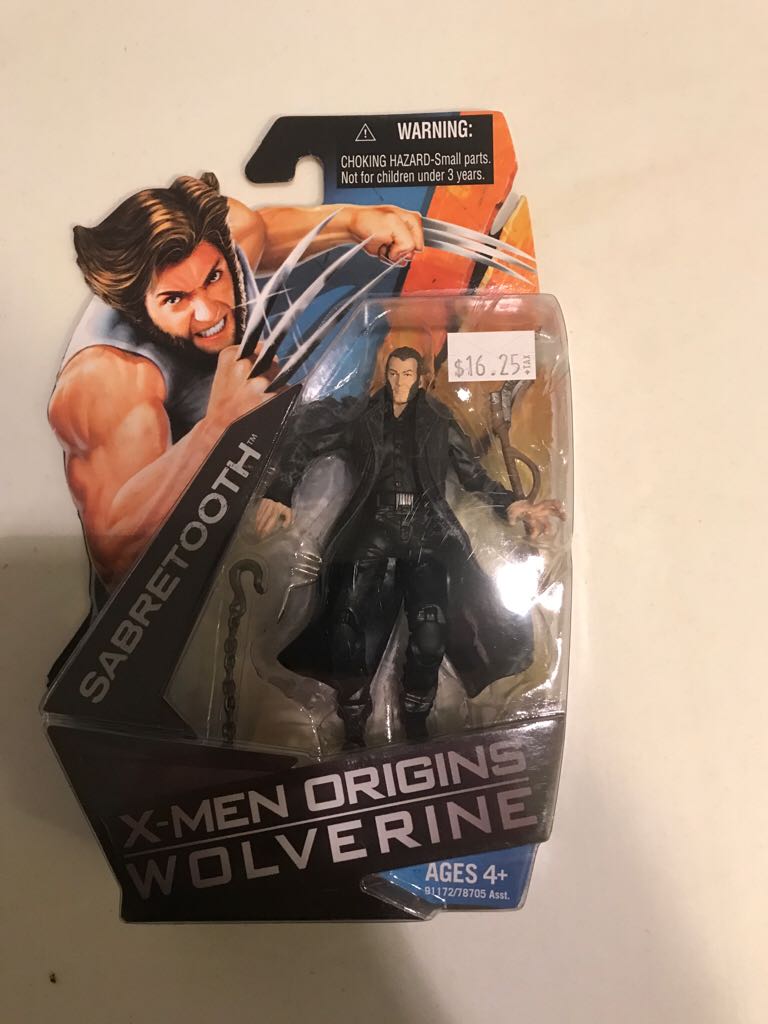 ⚠ WARNING:
CHOKING HAZARD-Small parts.
Not for children under 3 years.
$16.25
+TAX
SABRETOOTH™
X-MEN ORIGINS
WOLVERINE
AGES 4+
91172/78705 Asst.